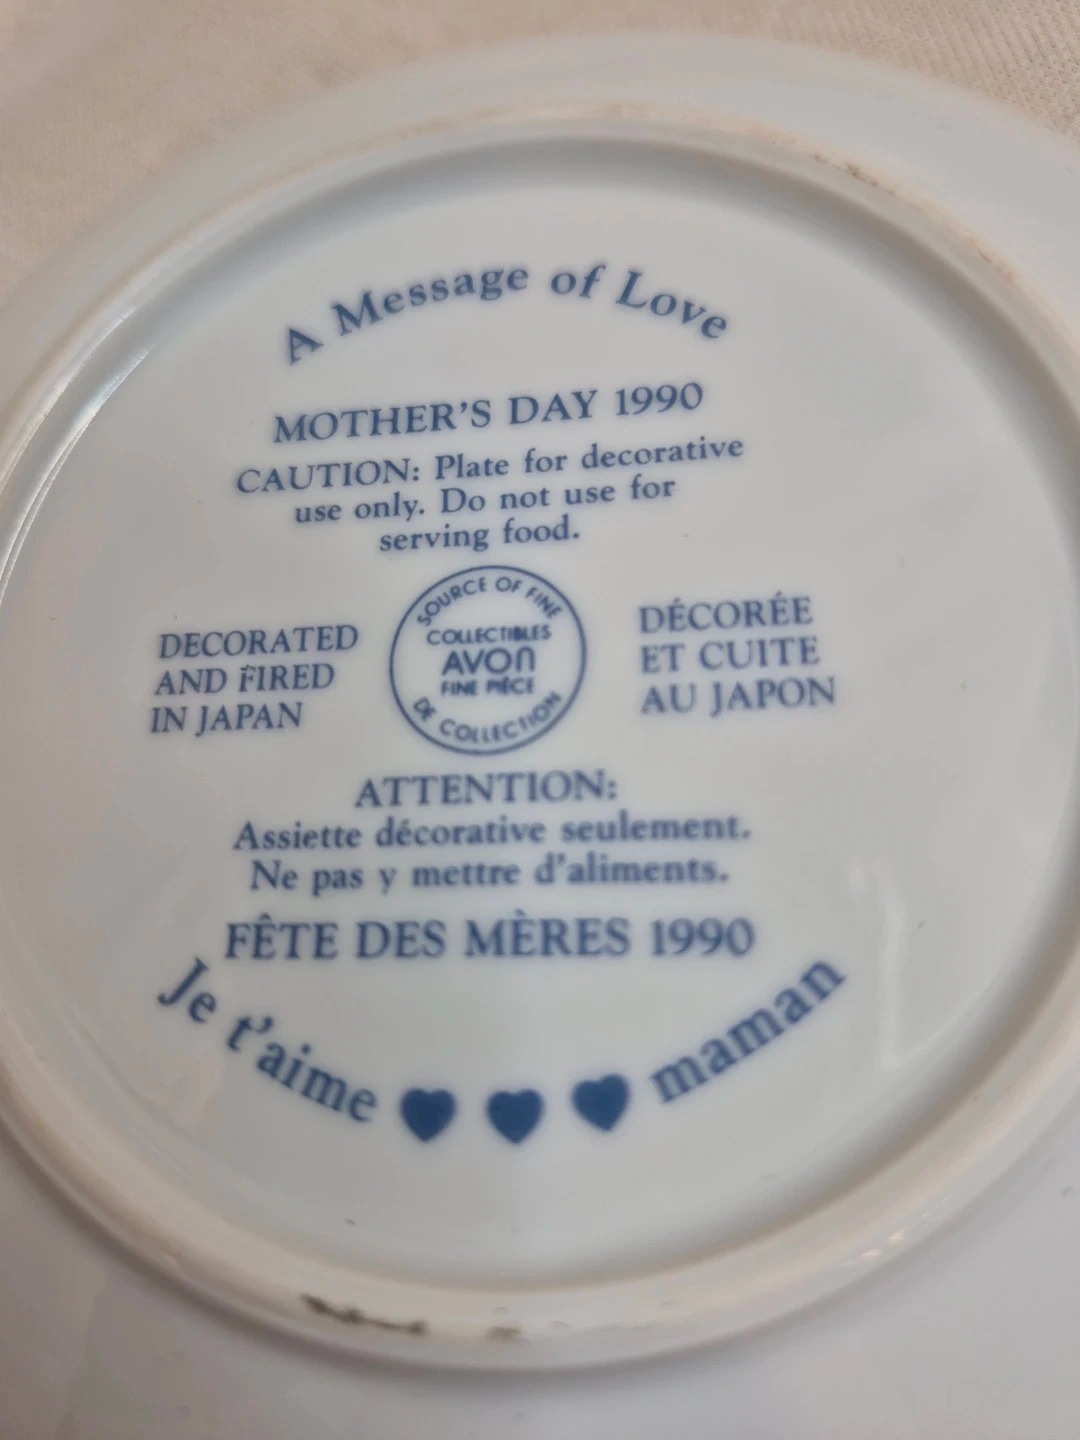 A Message of Love
MOTHER'S DAY 1990
CAUTION: Plate for decorative
use only. Do not use for
serving food.
DECORATED
AND FIRED
IN JAPAN
SOURCE OF FINE
COLLECTIBLES
AVON
FINE PIÉCE
DE COLLECTION
DÉCORÉE
ET CUITE
AU JAPON
ATTENTION:
Assiette décorative seulement.
Ne pas y mettre d'aliments.
FÊTE DES MÈRES 1990
Je t'aime ♥ ♥ ♥ maman